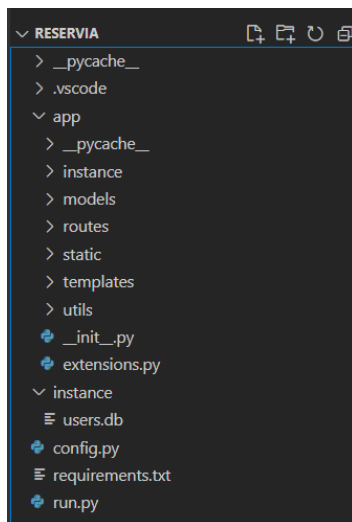 RESERVIA
__pycache__
.vscode
app
__pycache__
instance
models
routes
static
templates
utils
__init__.py
extensions.py
instance
users.db
config.py
requirements.txt
run.py